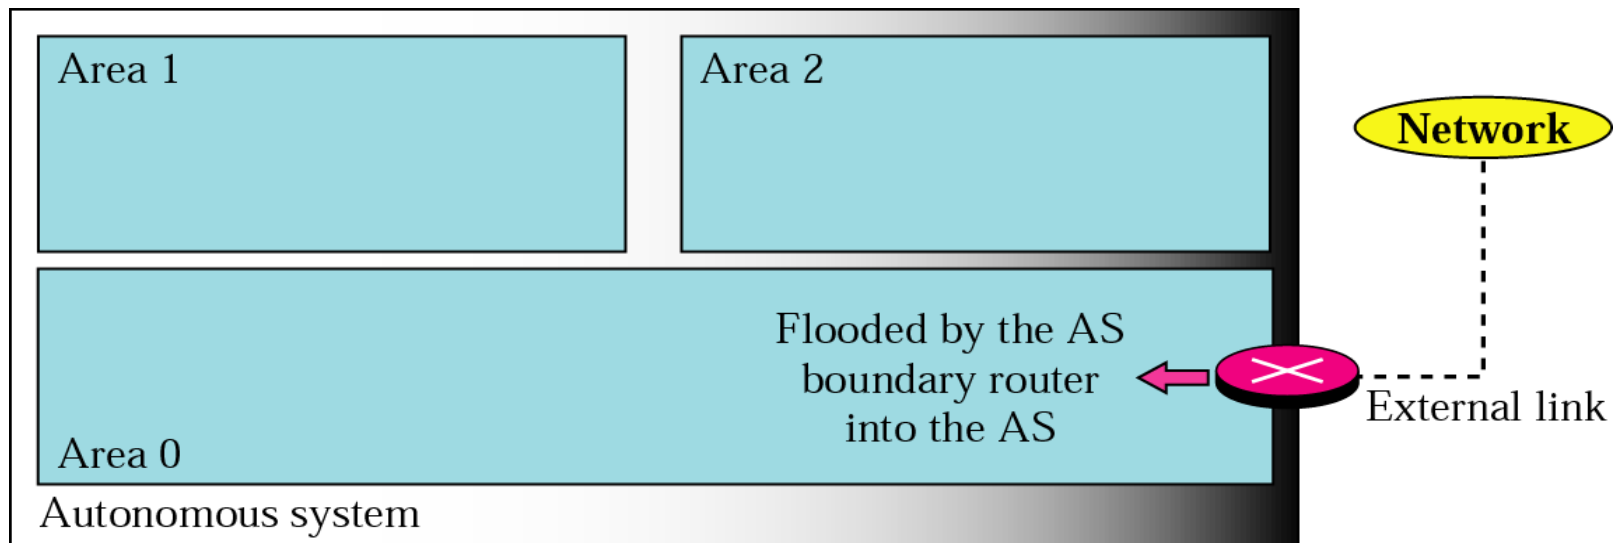 Area 1
Area 2
Network
Flooded by the AS
boundary router
into the AS
External link
Area 0
Autonomous system